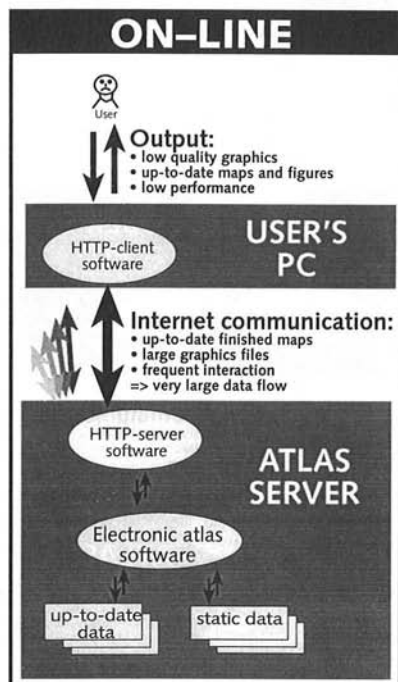 ON–LINE
User
Output:
• low quality graphics
• up-to-date maps and figures
• low performance
HTTP-client
software
USER'S
PC
Internet communication:
• up-to-date finished maps
• large graphics files
• frequent interaction
=> very large data flow
HTTP-server
software
ATLAS
SERVER
Electronic atlas
software
up-to-date
data
static data